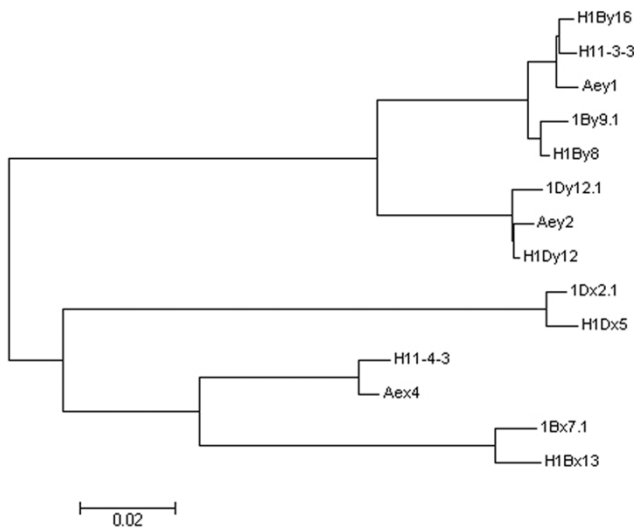 H1By16
H11-3-3
Aey1
1By9.1
H1By8
1Dy12.1
Aey2
H1Dy12
1Dx2.1
H1Dx5
H11-4-3
Aex4
1Bx7.1
H1Bx13
0.02